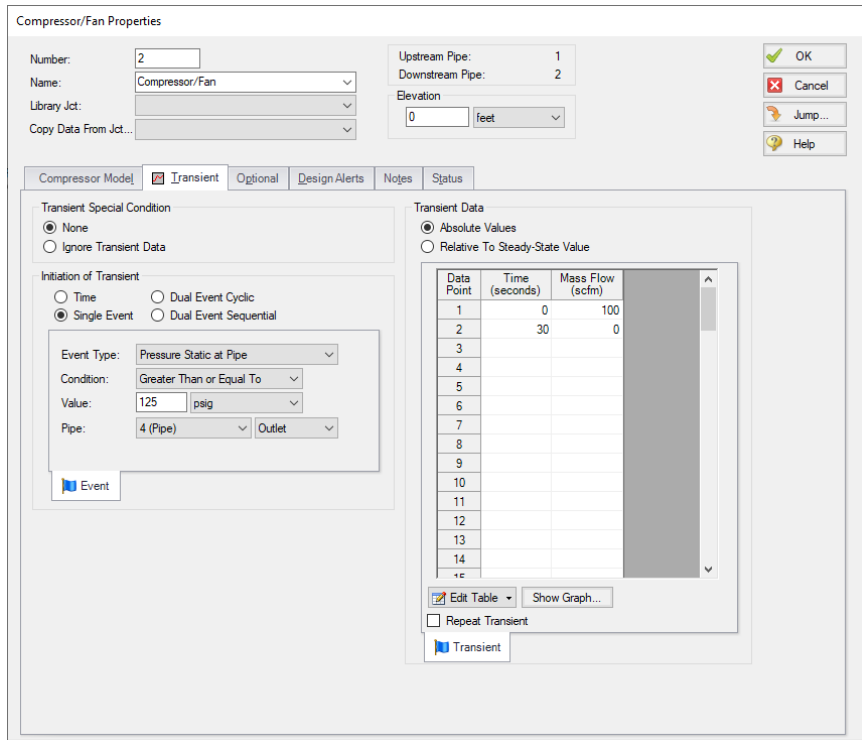 Compressor/Fan Properties
Number: 2
Name: Compressor/Fan
Library Jct:
Copy Data From Jct...
Upstream Pipe: 1
Downstream Pipe: 2
Elevation
0 feet
OK
Cancel
Jump...
Help
Compressor Model Transient Optional Design Alerts Notes Status
Transient Special Condition
None
Ignore Transient Data
Initiation of Transient
Time Dual Event Cyclic
Single Event Dual Event Sequential
Event Type: Pressure Static at Pipe
Condition: Greater Than or Equal To
Value: 125 psig
Pipe: 4 (Pipe) Outlet
Event
Transient Data
Absolute Values
Relative To Steady-State Value
Data Time Mass Flow
Point (seconds) (scfm)
1 0 100
2 30 0
3
4
5
6
7
8
9
10
11
12
13
14
15
Edit Table Show Graph...
Repeat Transient
Transient